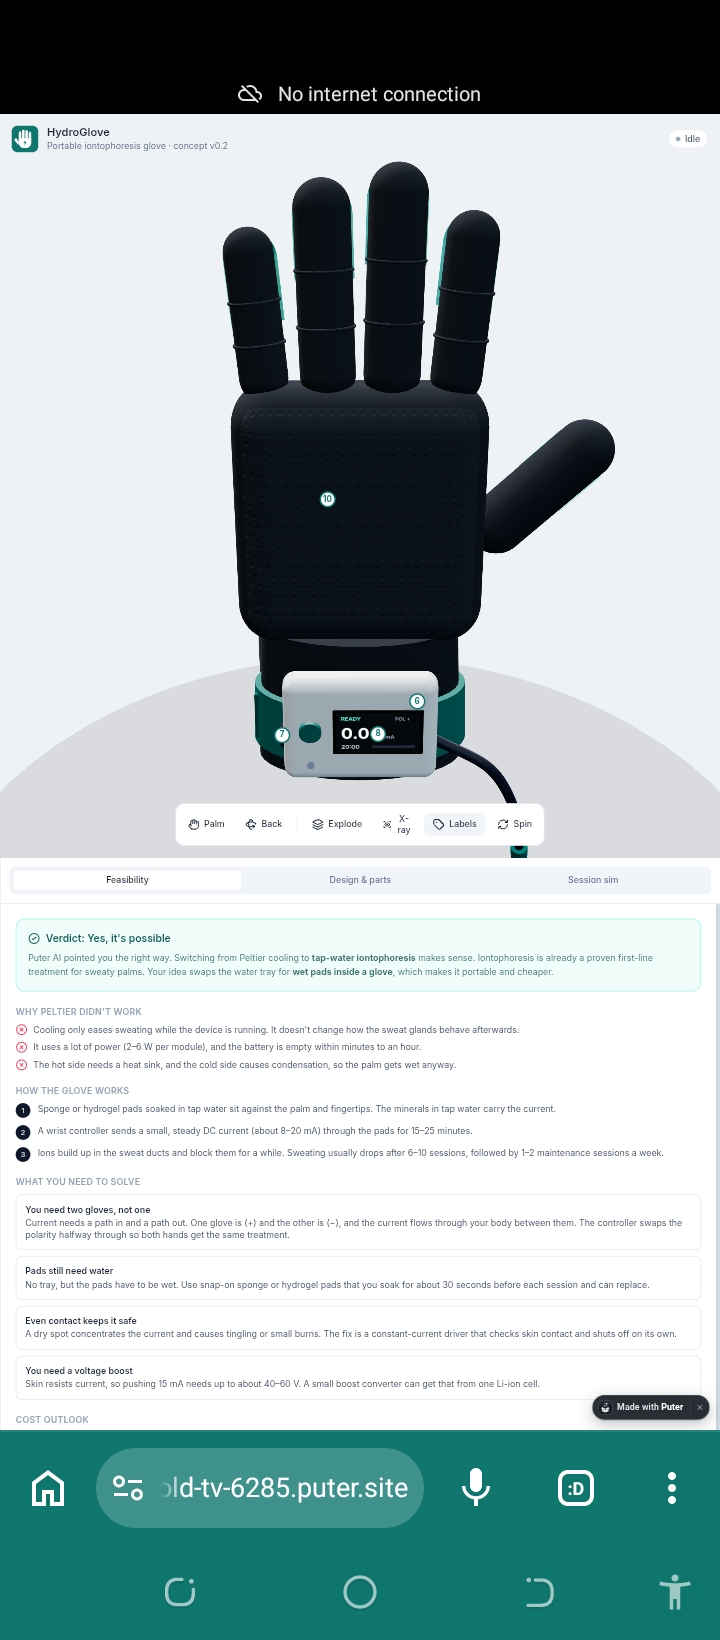 No internet connection
HydroGlove
Portable iontophoresis glove · concept v0.2
Idle
10
6
READY POL +
7
0.0 8 mA
20:00
Palm
Back
Explode
X-
ray
Labels
Spin
Feasibility
Design & parts
Session sim
Verdict: Yes, it's possible
Puter AI pointed you the right way. Switching from Peltier cooling to tap-water iontophoresis makes sense. Iontophoresis is already a proven first-line
treatment for sweaty palms. Your idea swaps the water tray for wet pads inside a glove, which makes it portable and cheaper.
WHY PELTIER DIDN'T WORK
Cooling only eases sweating while the device is running. It doesn't change how the sweat glands behave afterwards.
It uses a lot of power (2–6 W per module), and the battery is empty within minutes to an hour.
The hot side needs a heat sink, and the cold side causes condensation, so the palm gets wet anyway.
HOW THE GLOVE WORKS
1 Sponge or hydrogel pads soaked in tap water sit against the palm and fingertips. The minerals in tap water carry the current.
2 A wrist controller sends a small, steady DC current (about 8–20 mA) through the pads for 15–25 minutes.
3 Ions build up in the sweat ducts and block them for a while. Sweating usually drops after 6–10 sessions, followed by 1–2 maintenance sessions a week.
WHAT YOU NEED TO SOLVE
You need two gloves, not one
Current needs a path in and a path out. One glove is (+) and the other is (−), and the current flows through your body between them. The controller swaps the
polarity halfway through so both hands get the same treatment.
Pads still need water
No tray, but the pads have to be wet. Use snap-on sponge or hydrogel pads that you soak for about 30 seconds before each session and can replace.
Even contact keeps it safe
A dry spot concentrates the current and causes tingling or small burns. The fix is a constant-current driver that checks skin contact and shuts off on its own.
You need a voltage boost
Skin resists current, so pushing 15 mA needs up to about 40–60 V. A small boost converter can get that from one Li-ion cell.
Made with Puter ×
COST OUTLOOK
old-tv-6285.puter.site
:D